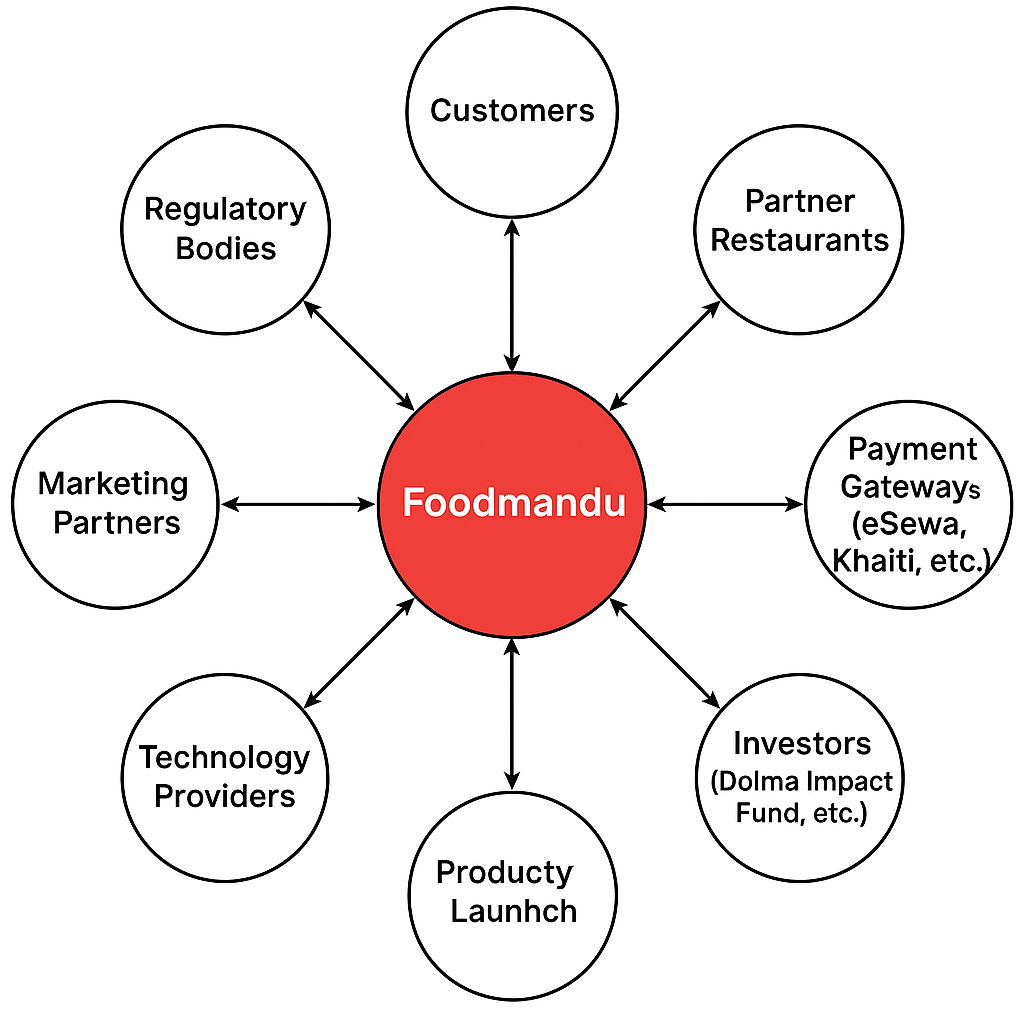 Customers
Regulatory
Bodies
Partner
Restaurants
Marketing
Partners
Foodmandu
Payment
Gateways
(eSewa,
Khaiti, etc.)
Technology
Providers
Investors
(Dolma Impact
Fund, etc.)
Producty
Launhch